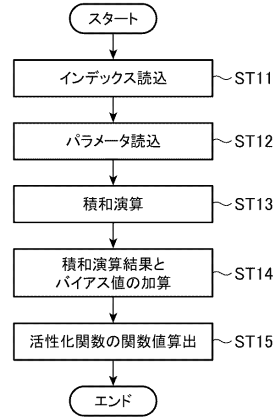 スタート
インデックス読込 ST11
パラメータ読込 ST12
積和演算 ST13
積和演算結果と
バイアス値の加算 ST14
活性化関数の関数値算出 ST15
エンド